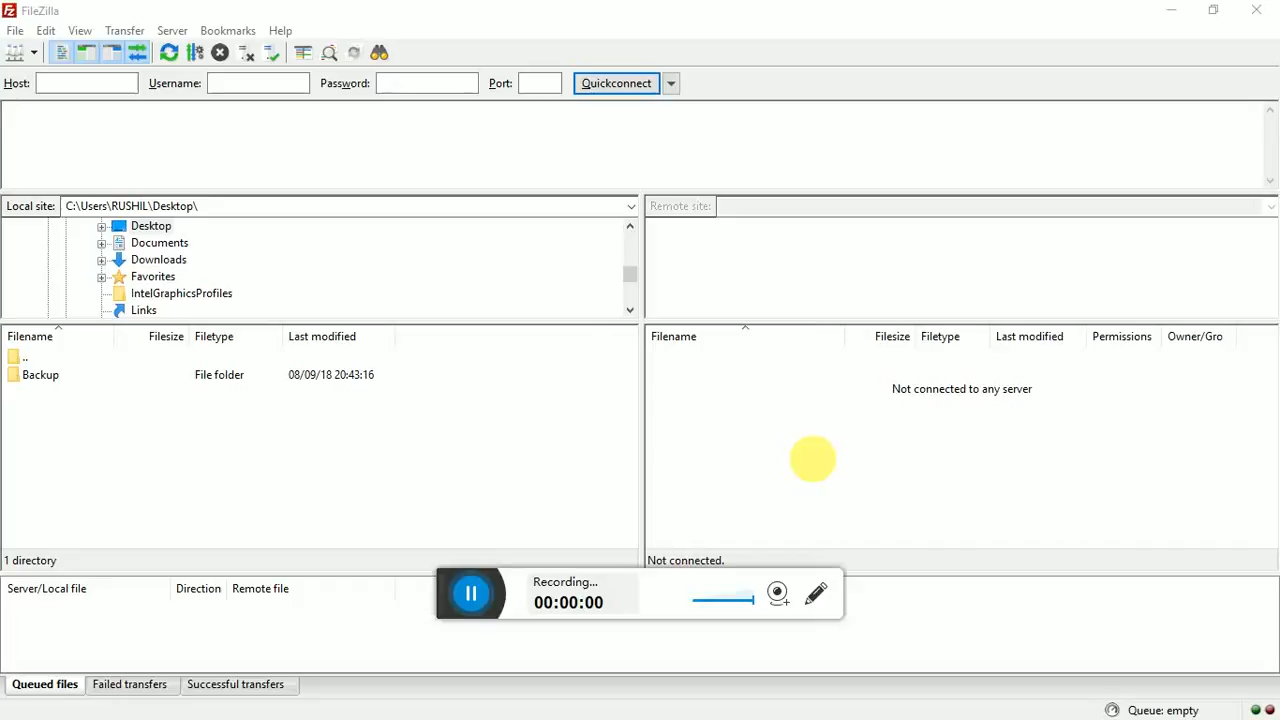 FileZilla
File Edit View Transfer Server Bookmarks Help
Host: Username: Password: Port: Quickconnect
Local site: C:\Users\RUSHIL\Desktop\
Remote site:
Desktop
Documents
Downloads
Favorites
IntelGraphicsProfiles
Links
Filename Filesize Filetype Last modified
..
Backup File folder 08/09/18 20:43:16
1 directory
Filename Filesize Filetype Last modified Permissions Owner/Gro
Not connected to any server
Not connected.
Server/Local file Direction Remote file
Recording...
00:00:00
Queued files Failed transfers Successful transfers
Queue: empty